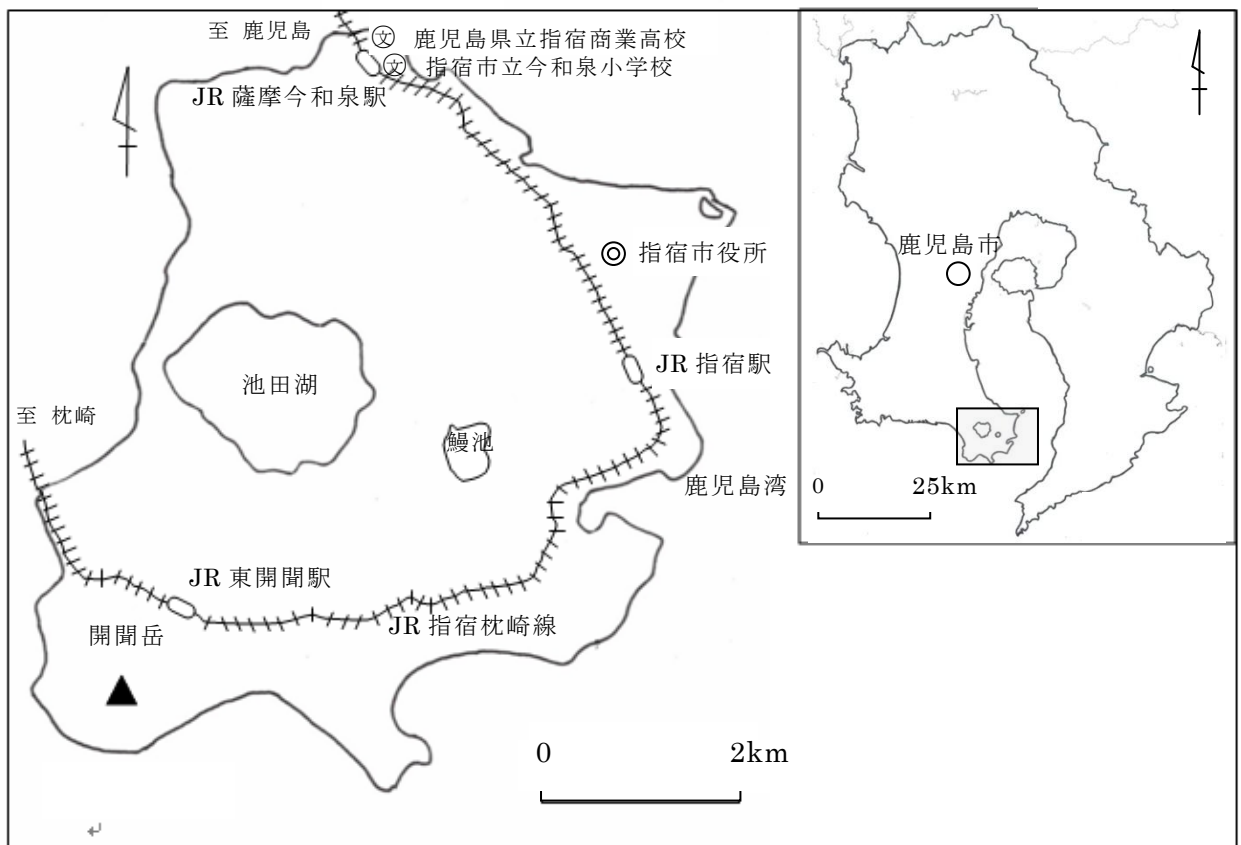 至 鹿児島
文 鹿児島県立指宿商業高校
文 指宿市立今和泉小学校
JR 薩摩今和泉駅
指宿市役所
JR 指宿駅
池田湖
至 枕崎
鰻池
鹿児島湾
JR 東開聞駅
JR 指宿枕崎線
開聞岳
0 2km
鹿児島市
0 25km